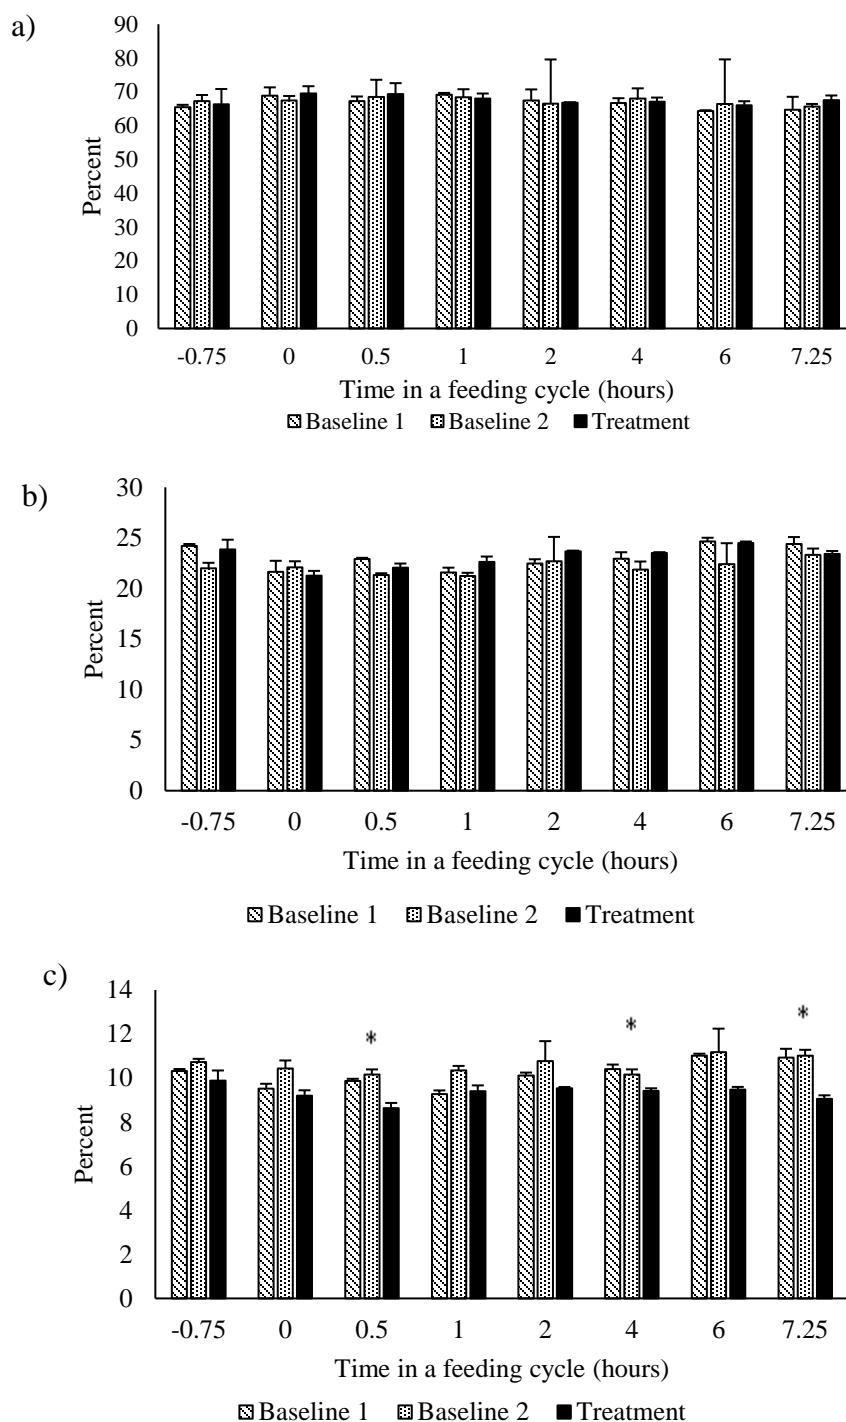 a)
90
80
70
60
50
40
30
20
10
0
Percent
-0.75 0 0.5 1 2 4 6 7.25
Time in a feeding cycle (hours)
Baseline 1 Baseline 2 Treatment
b)
30
25
20
15
10
5
0
Percent
-0.75 0 0.5 1 2 4 6 7.25
Time in a feeding cycle (hours)
Baseline 1 Baseline 2 Treatment
c)
14
12
10
8
6
4
2
0
Percent
* * *
-0.75 0 0.5 1 2 4 6 7.25
Time in a feeding cycle (hours)
Baseline 1 Baseline 2 Treatment